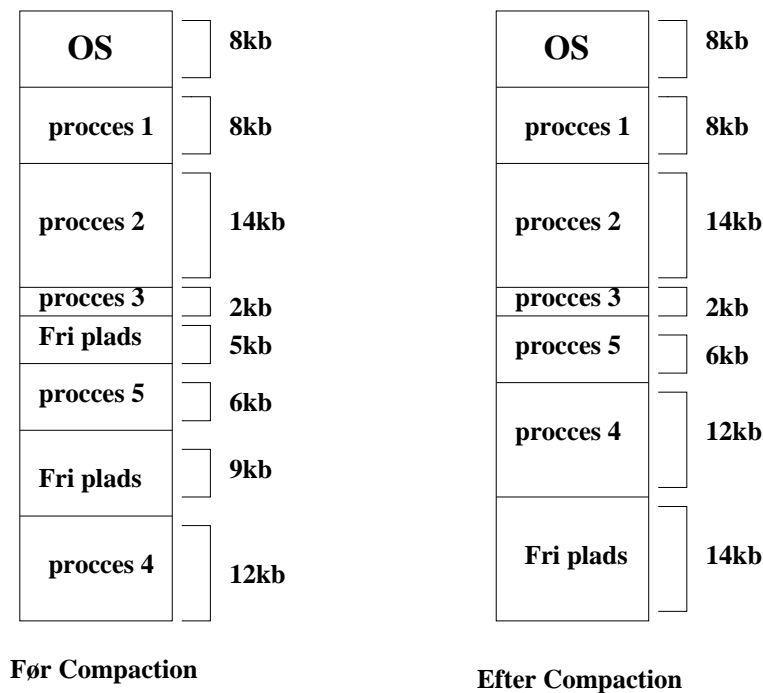 OS
8kb
procces 1
8kb
procces 2
14kb
procces 3
2kb
Fri plads
5kb
procces 5
6kb
Fri plads
9kb
procces 4
12kb
Før Compaction
OS
8kb
procces 1
8kb
procces 2
14kb
procces 3
2kb
procces 5
6kb
procces 4
12kb
Fri plads
14kb
Efter Compaction